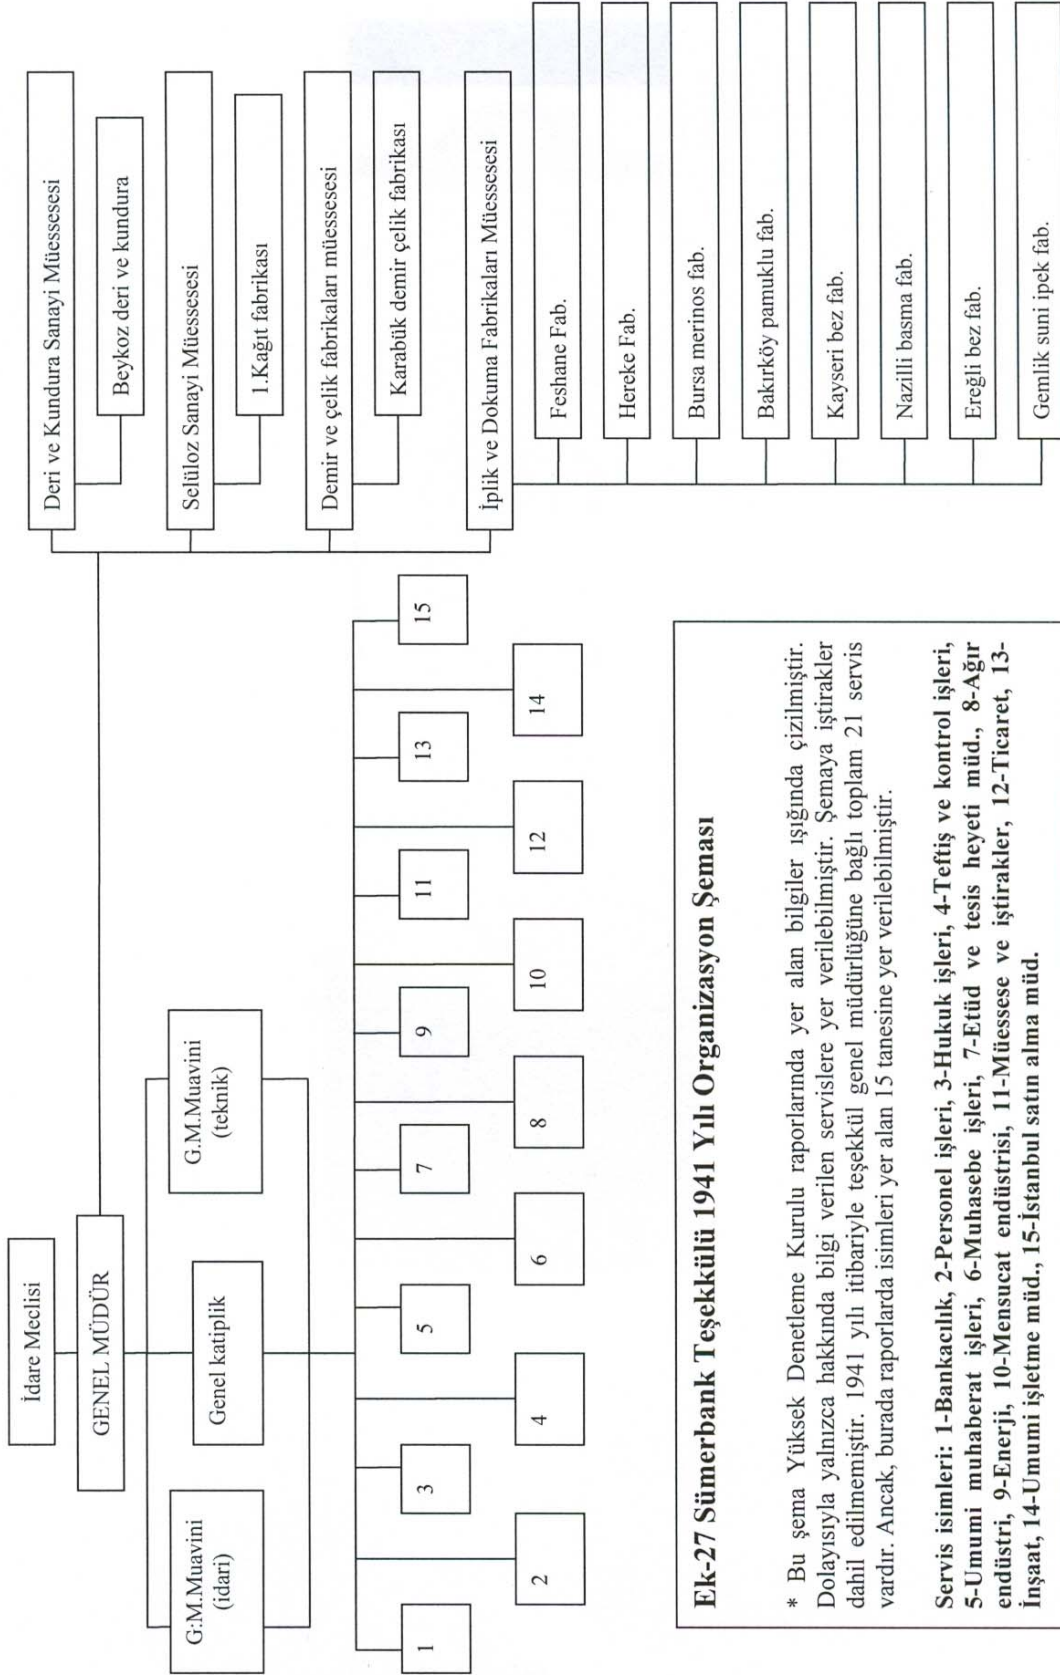 İdare Meclisi
GENEL MÜDÜR
G:M.Muavini
(idari)
Genel katiplik
G.M.Muavini
(teknik)
1
2
3
4
5
6
7
8
9
10
11
12
13
14
15
Deri ve Kundura Sanayi Müessesesi
Beykoz deri ve kundura
Selüloz Sanayi Müessesesi
1.Kağıt fabrikası
Demir ve çelik fabrikaları müessesesi
Karabük demir çelik fabrikası
İplik ve Dokuma Fabrikaları Müessesesi
Feshane Fab.
Hereke Fab.
Bursa merinos fab.
Bakırköy pamuklu fab.
Kayseri bez fab.
Nazilli basma fab.
Ereğli bez fab.
Gemlik suni ipek fab.
Ek-27 Sümerbank Teşekkülü 1941 Yılı Organizasyon Şeması
* Bu şema Yüksek Denetleme Kurulu raporlarında yer alan bilgiler ışığında çizilmiştir.
Dolayısıyla yalnızca hakkında bilgi verilen servislere yer verilebilmiştir. Şemaya iştirakler
dahil edilmemiştir. 1941 yılı itibariyle teşekkül genel müdürlüğüne bağlı toplam 21 servis
vardır. Ancak, burada raporlarda isimleri yer alan 15 tanesine yer verilebilmiştir.
Servis isimleri: 1-Bankacılık, 2-Personel işleri, 3-Hukuk işleri, 4-Teftiş ve kontrol işleri,
5-Umumi muhaberat işleri, 6-Muhasebe işleri, 7-Etüd ve tesis heyeti müd., 8-Ağır
endüstri, 9-Enerji, 10-Mensucat endüstrisi, 11-Müessese ve iştirakler, 12-Ticaret, 13-
İnşaat, 14-Umumi işletme müd., 15-İstanbul satın alma müd.